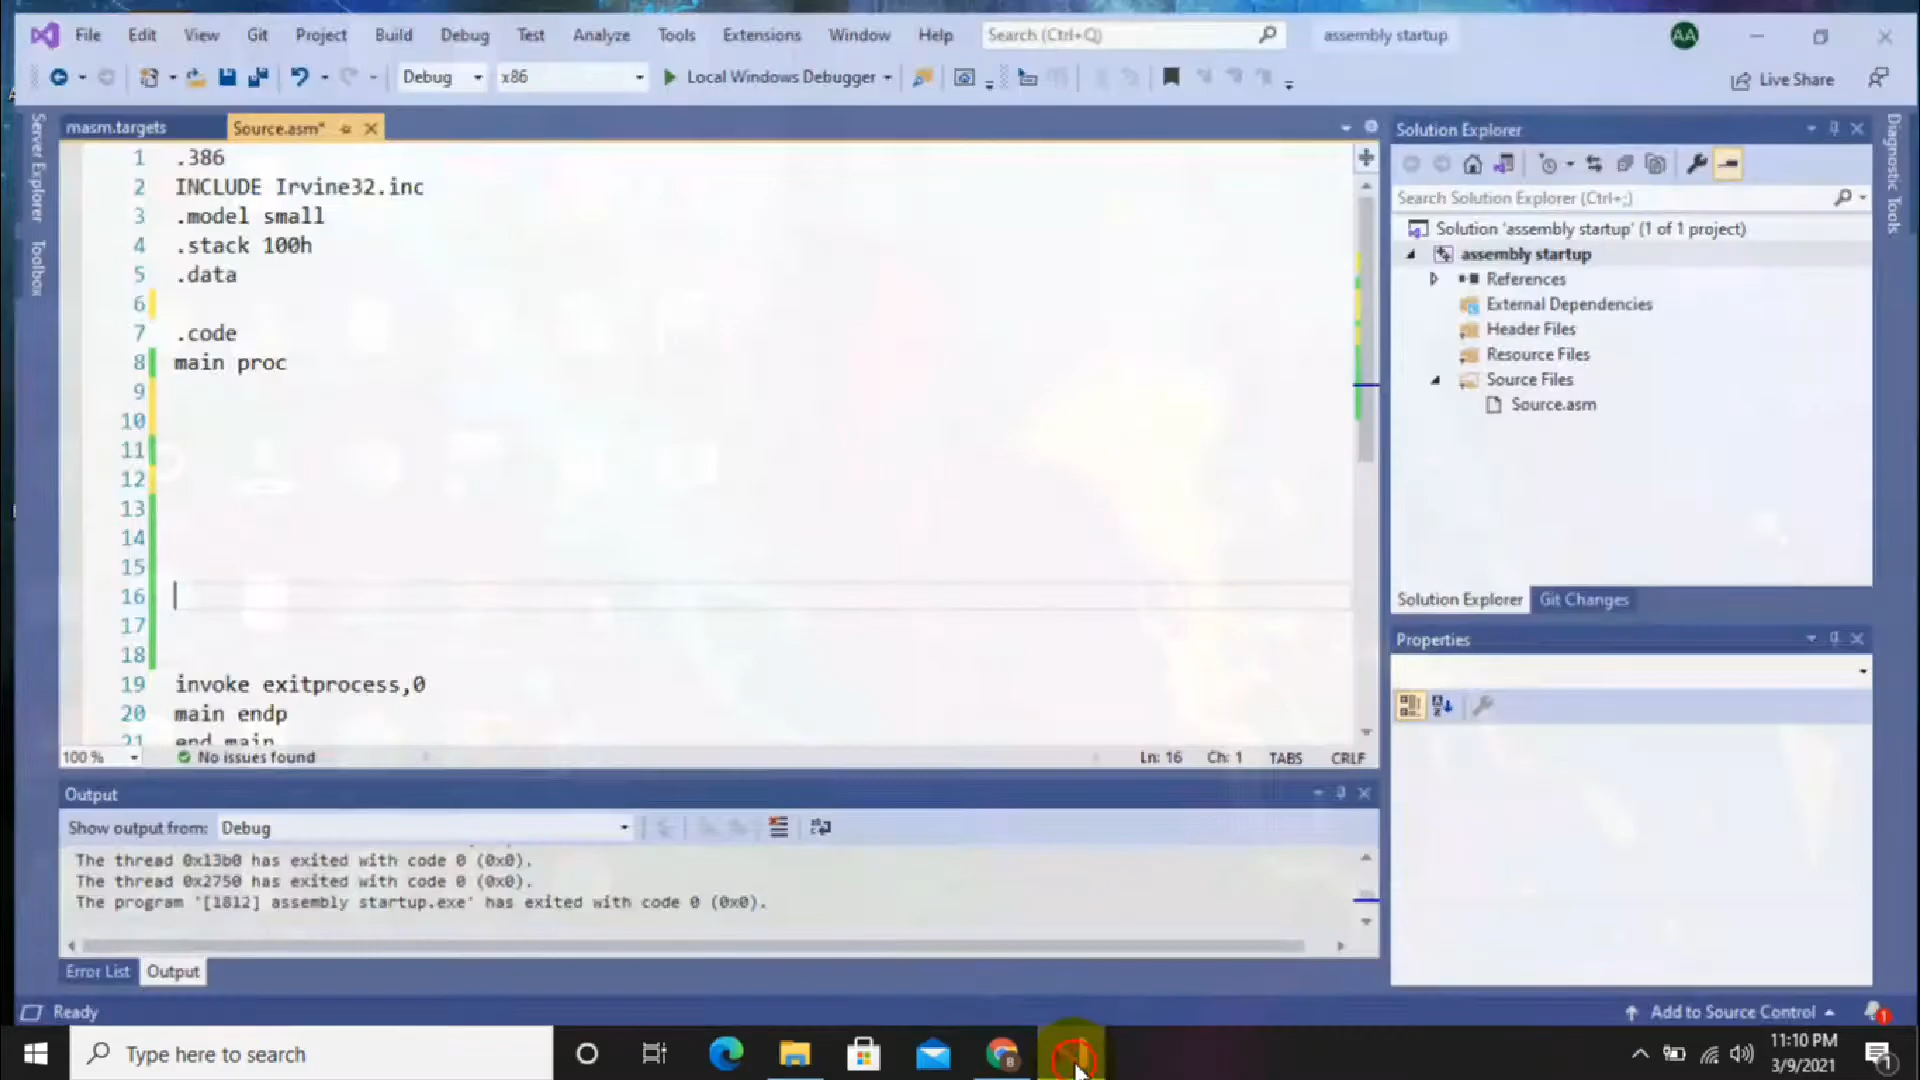 File Edit View Git Project Build Debug Test Analyze Tools Extensions Window Help Search (Ctrl+Q) assembly startup AA
Debug x86 Local Windows Debugger Live Share
Server Explorer
Toolbox
masm.targets Source.asm*
1 .386
2 INCLUDE Irvine32.inc
3 .model small
4 .stack 100h
5 .data
6
7 .code
8 main proc
9
10
11
12
13
14
15
16
17
18
19 invoke exitprocess,0
20 main endp
21 end main
100 % No issues found Ln: 16 Ch: 1 TABS CRLF
Output
Show output from: Debug
The thread 0x13b0 has exited with code 0 (0x0).
The thread 0x2750 has exited with code 0 (0x0).
The program '[1812] assembly startup.exe' has exited with code 0 (0x0).
Error List Output
Solution Explorer
Search Solution Explorer (Ctrl+;)
Solution 'assembly startup' (1 of 1 project)
assembly startup
References
External Dependencies
Header Files
Resource Files
Source Files
Source.asm
Solution Explorer Git Changes
Properties
Diagnostic Tools
Ready Add to Source Control 1
Type here to search
11:10 PM
3/9/2021
1